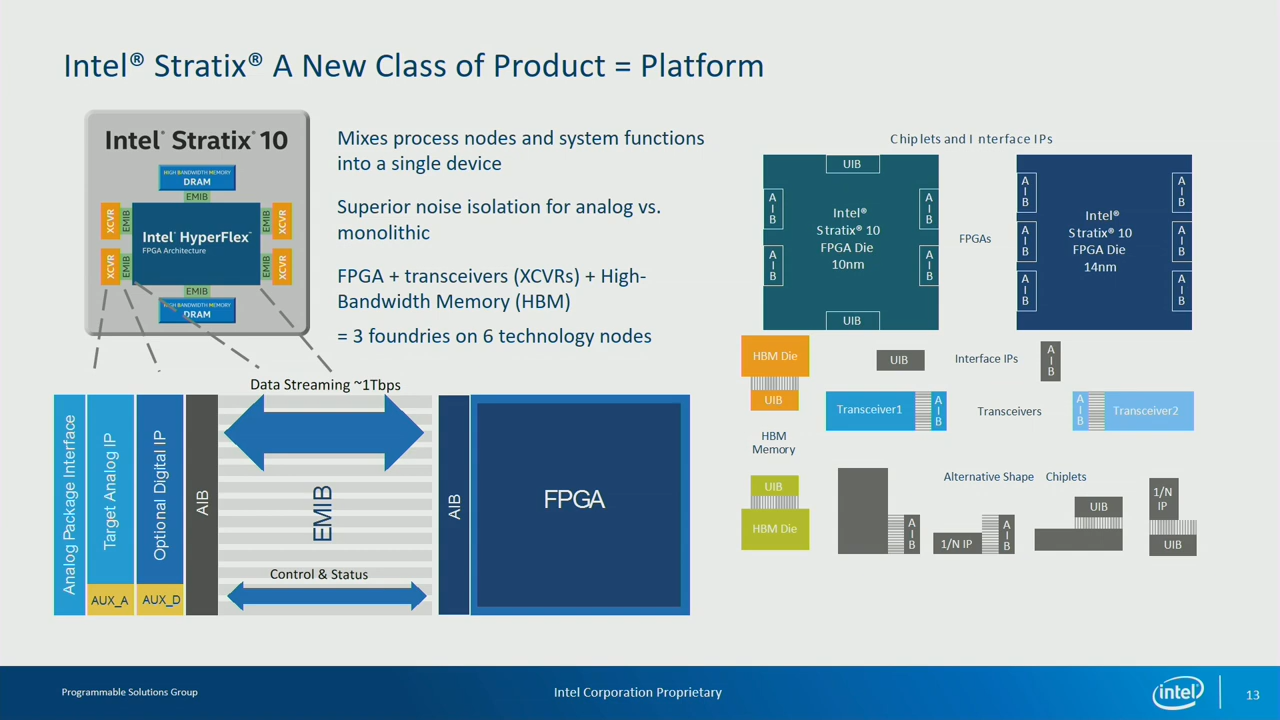 Intel® Stratix® A New Class of Product = Platform
Intel® Stratix® 10
HIGH BANDWIDTH MEMORY
DRAM
EMIB
XCVR
EMIB
Intel® HyperFlex™
FPGA Architecture
EMIB
XCVR
XCVR
EMIB
EMIB
XCVR
EMIB
HIGH BANDWIDTH MEMORY
DRAM
Mixes process nodes and system functions
into a single device
Superior noise isolation for analog vs.
monolithic
FPGA + transceivers (XCVRs) + High-
Bandwidth Memory (HBM)
= 3 foundries on 6 technology nodes
Data Streaming ~1Tbps
Analog Package Interface
Target Analog IP
Optional Digital IP
AUX_A
AUX_D
AIB
EMIB
Control & Status
AIB
FPGA
Chiplets and Interface IPs
UIB
AIB
AIB
Intel®
Stratix® 10
FPGA Die
10nm
AIB
AIB
UIB
FPGAs
AIB
AIB
AIB
Intel®
Stratix® 10
FPGA Die
14nm
AIB
AIB
AIB
HBM Die
UIB
UIB
Interface IPs
AIB
Transceiver1
AIB
Transceivers
AIB
Transceiver2
HBM
Memory
UIB
HBM Die
Alternative Shape Chiplets
AIB
1/N IP
AIB
UIB
1/N
IP
UIB
Programmable Solutions Group
Intel Corporation Proprietary
intel
13